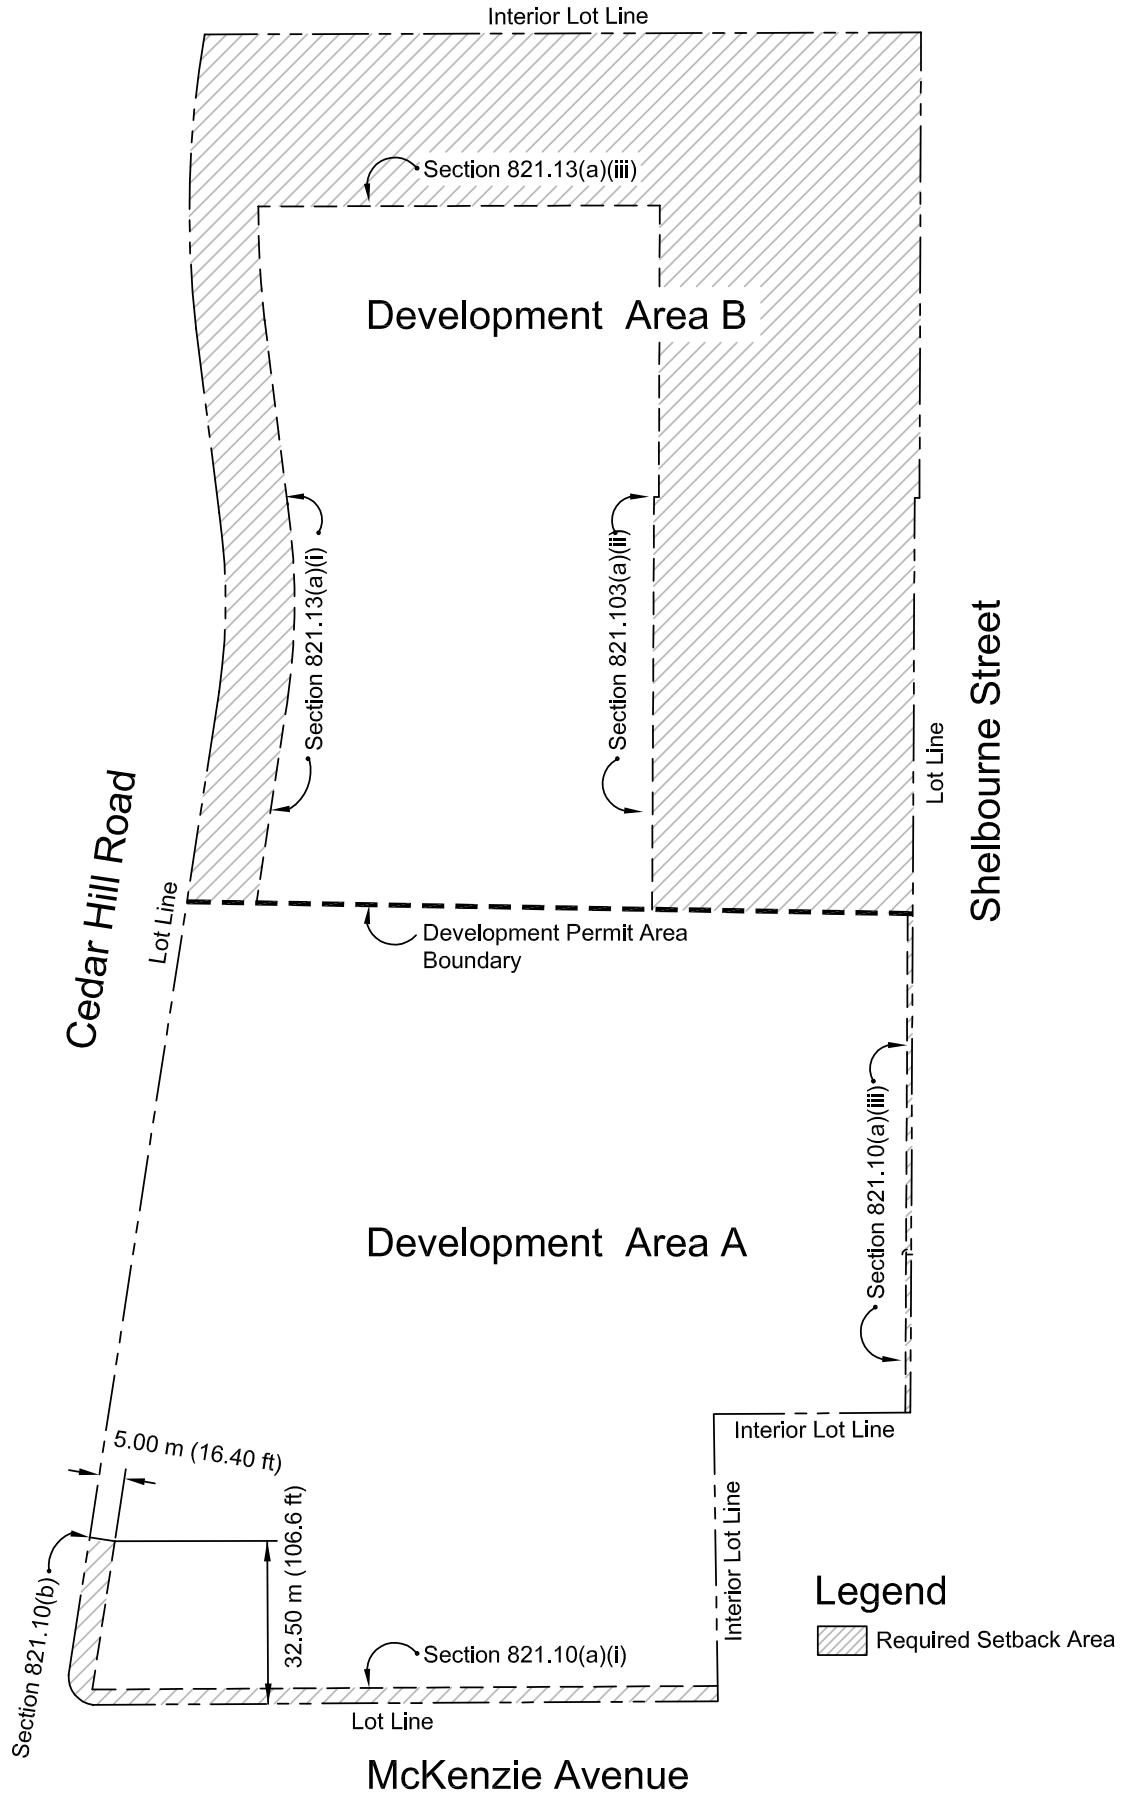 Interior Lot Line
Section 821.13(a)(iii)
Development Area B
Section 821.13(a)(i)
Section 821.103(a)(ii)
Shelbourne Street
Lot Line
Cedar Hill Road
Lot Line
Development Permit Area
Boundary
Section 821.10(a)(iii)
Development Area A
Interior Lot Line
5.00 m (16.40 ft)
32.50 m (106.6 ft)
Interior Lot Line
Section 821.10(b)
Section 821.10(a)(i)
Legend
Required Setback Area
Lot Line
McKenzie Avenue